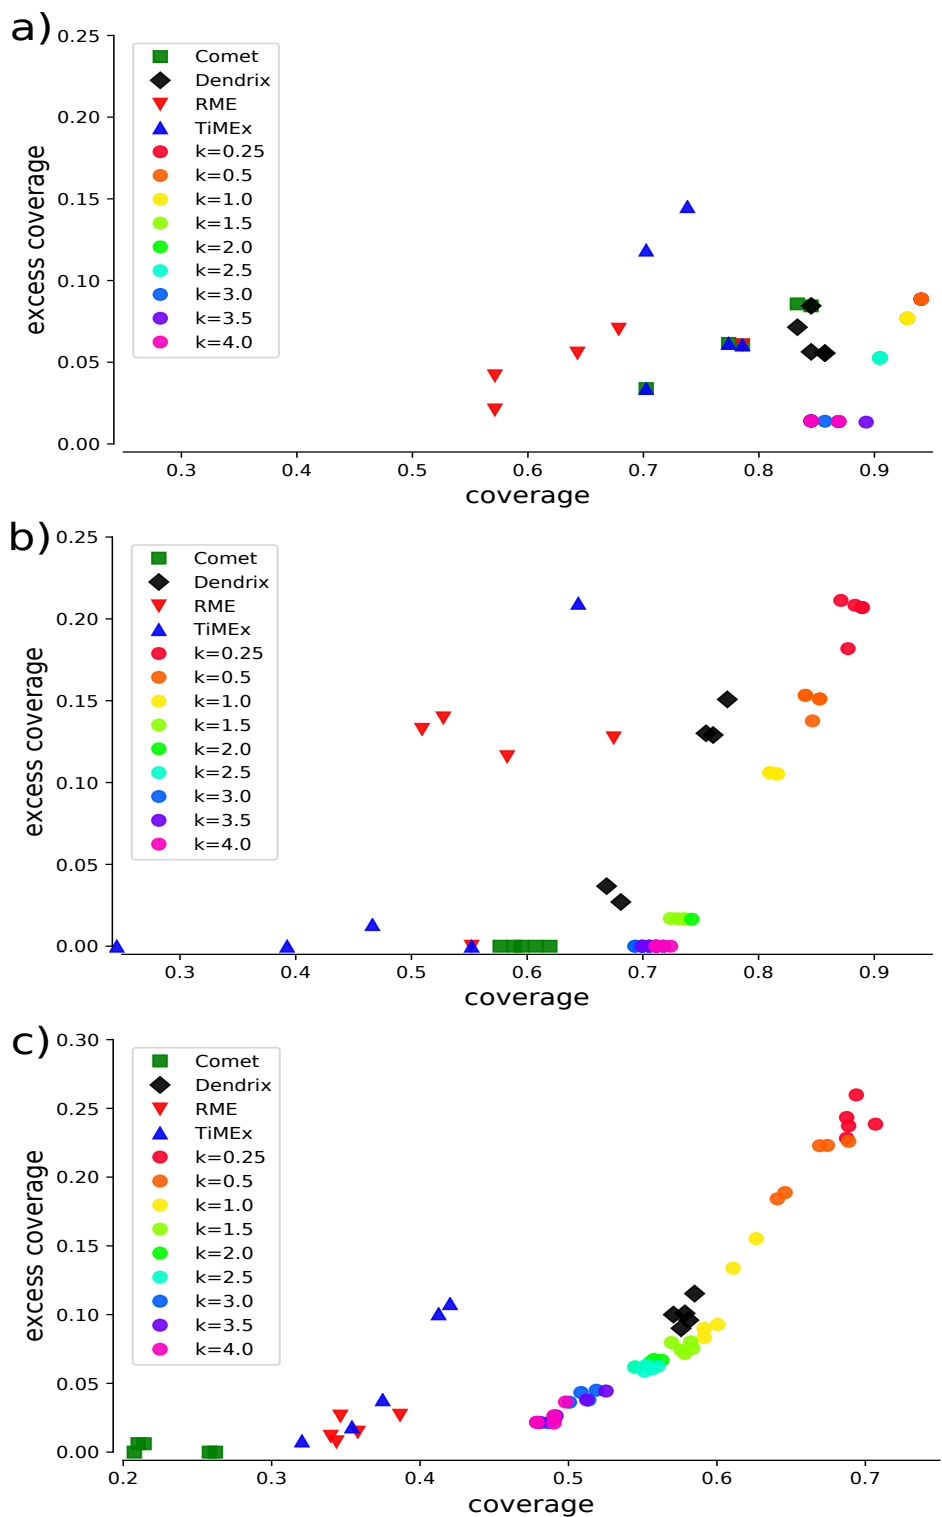 a)
0.25
0.20
0.15
0.10
0.05
0.00
excess coverage
Comet
Dendrix
RME
TiMEx
k=0.25
k=0.5
k=1.0
k=1.5
k=2.0
k=2.5
k=3.0
k=3.5
k=4.0
0.3 0.4 0.5 0.6 0.7 0.8 0.9
coverage
b)
0.25
0.20
0.15
0.10
0.05
0.00
excess coverage
Comet
Dendrix
RME
TiMEx
k=0.25
k=0.5
k=1.0
k=1.5
k=2.0
k=2.5
k=3.0
k=3.5
k=4.0
0.3 0.4 0.5 0.6 0.7 0.8 0.9
coverage
c)
0.30
0.25
0.20
0.15
0.10
0.05
0.00
excess coverage
Comet
Dendrix
RME
TiMEx
k=0.25
k=0.5
k=1.0
k=1.5
k=2.0
k=2.5
k=3.0
k=3.5
k=4.0
0.2 0.3 0.4 0.5 0.6 0.7
coverage